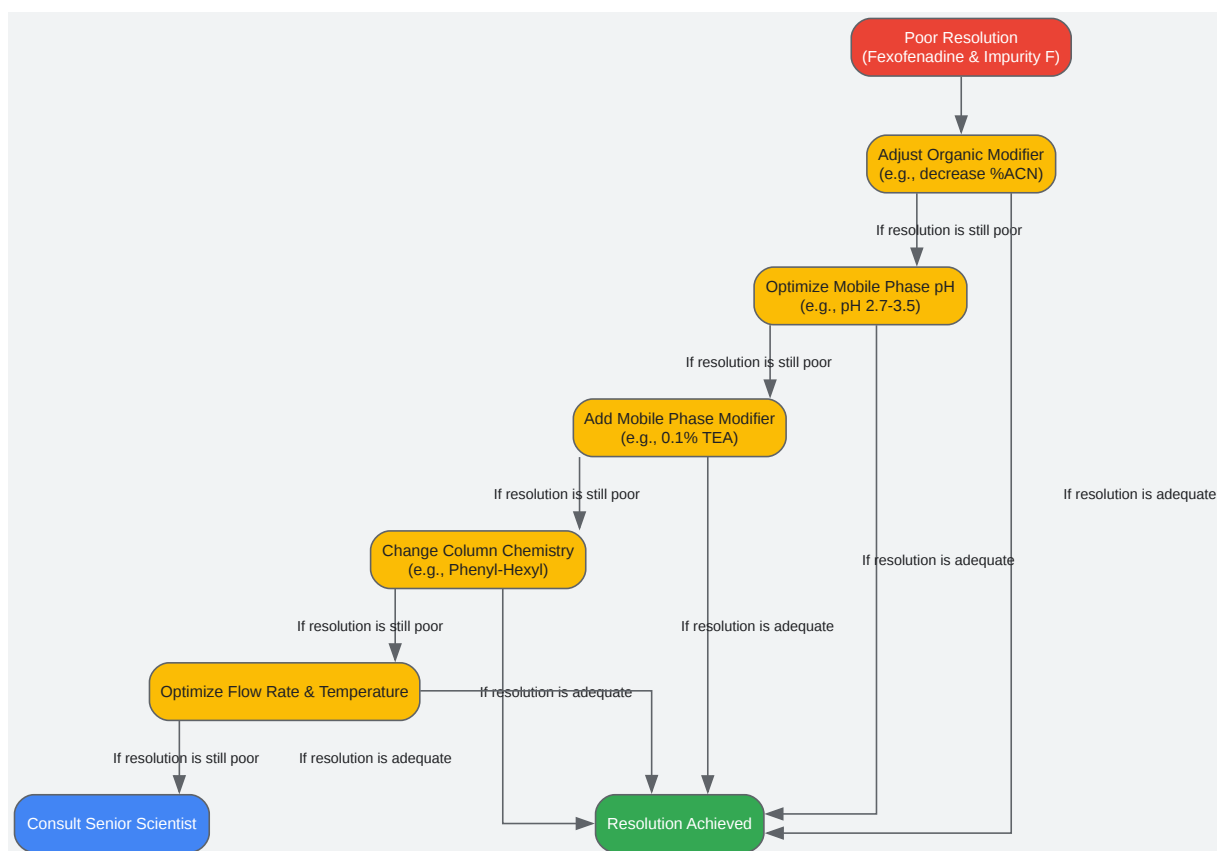 Poor Resolution
(Fexofenadine & Impurity F)
Adjust Organic Modifier
(e.g., decrease %ACN)
If resolution is still poor
Optimize Mobile Phase pH
(e.g., pH 2.7-3.5)
If resolution is still poor
Add Mobile Phase Modifier
(e.g., 0.1% TEA)
If resolution is still poor
If resolution is adequate
Change Column Chemistry
(e.g., Phenyl-Hexyl)
If resolution is adequate
If resolution is still poor
If resolution is adequate
Optimize Flow Rate & Temperature
If resolution is adequate
If resolution is still poor
If resolution is adequate
Consult Senior Scientist
Resolution Achieved